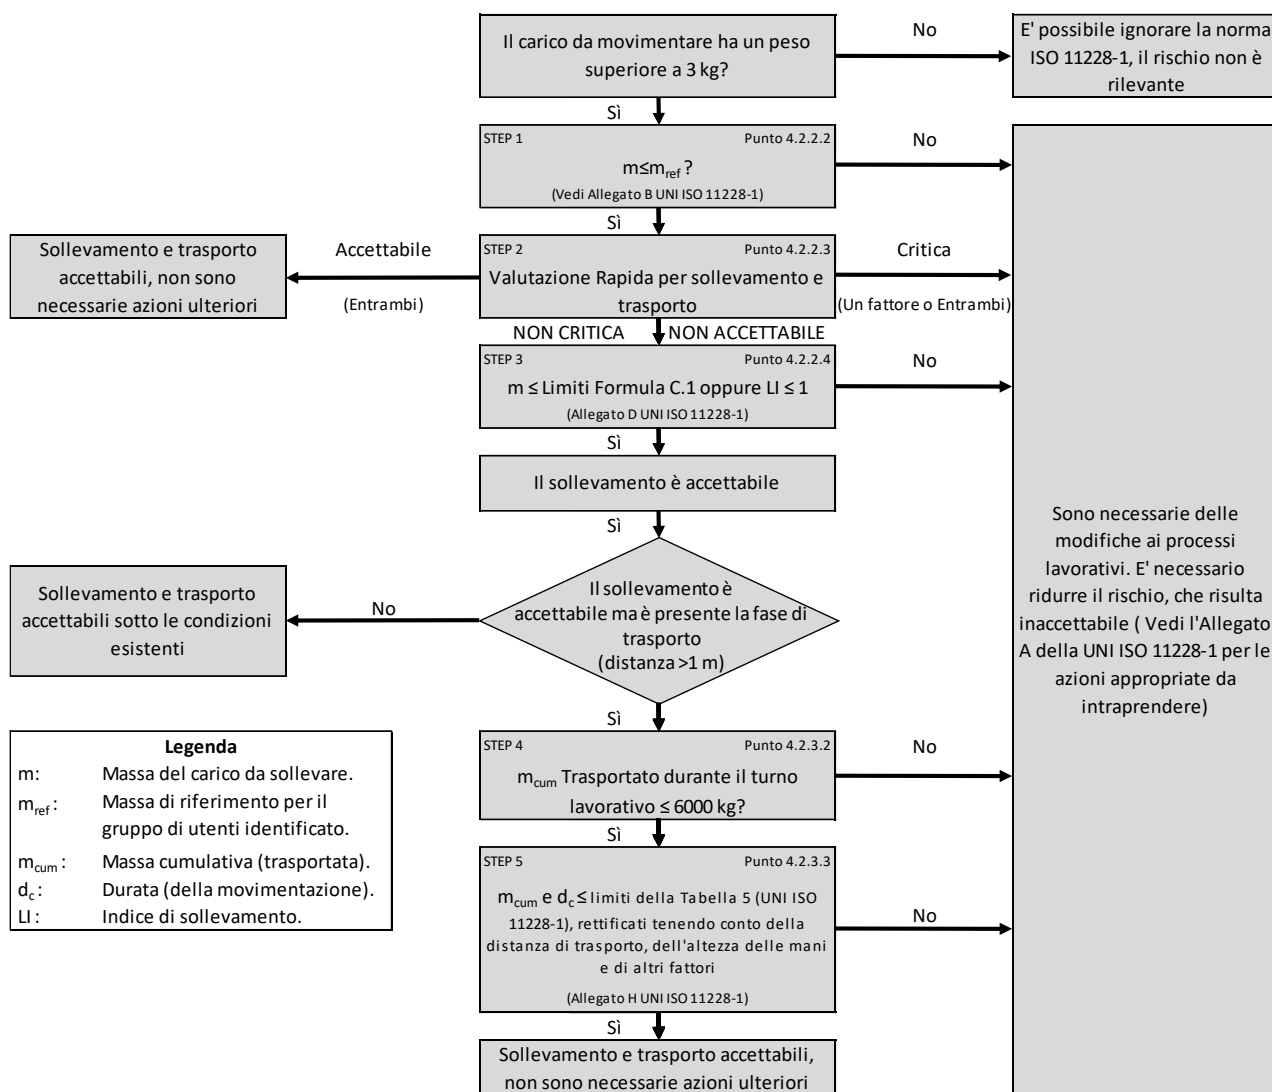 Il carico da movimentare ha un peso
superiore a 3 kg?
No
E' possibile ignorare la norma
ISO 11228-1, il rischio non è
rilevante
Sì
STEP 1 Punto 4.2.2.2
m≤mref ?
(Vedi Allegato B UNI ISO 11228-1)
No
Sì
Sollevamento e trasporto
accettabili, non sono
necessarie azioni ulteriori
Accettabile
(Entrambi)
STEP 2 Punto 4.2.2.3
Valutazione Rapida per sollevamento e
trasporto
Critica
(Un fattore o Entrambi)
NON CRITICA NON ACCETTABILE
STEP 3 Punto 4.2.2.4
m ≤ Limiti Formula C.1 oppure LI ≤ 1
(Allegato D UNI ISO 11228-1)
No
Sì
Il sollevamento è accettabile
Sì
Sono necessarie delle
modifiche ai processi
lavorativi. E' necessario
ridurre il rischio, che risulta
inaccettabile ( Vedi l'Allegato
A della UNI ISO 11228-1 per le
azioni appropriate da
intraprendere)
Il sollevamento è
accettabile ma è presente la fase di
trasporto
(distanza >1 m)
No
Sollevamento e trasporto
accettabili sotto le condizioni
esistenti
Sì
STEP 4 Punto 4.2.3.2
mcum Trasportato durante il turno
lavorativo ≤ 6000 kg?
No
Sì
Legenda
m: Massa del carico da sollevare.
mref : Massa di riferimento per il
gruppo di utenti identificato.
mcum : Massa cumulativa (trasportata).
dc : Durata (della movimentazione).
LI : Indice di sollevamento.
STEP 5 Punto 4.2.3.3
mcum e dc ≤ limiti della Tabella 5 (UNI ISO
11228-1), rettificati tenendo conto della
distanza di trasporto, dell'altezza delle mani
e di altri fattori
(Allegato H UNI ISO 11228-1)
No
Sì
Sollevamento e trasporto accettabili,
non sono necessarie azioni ulteriori